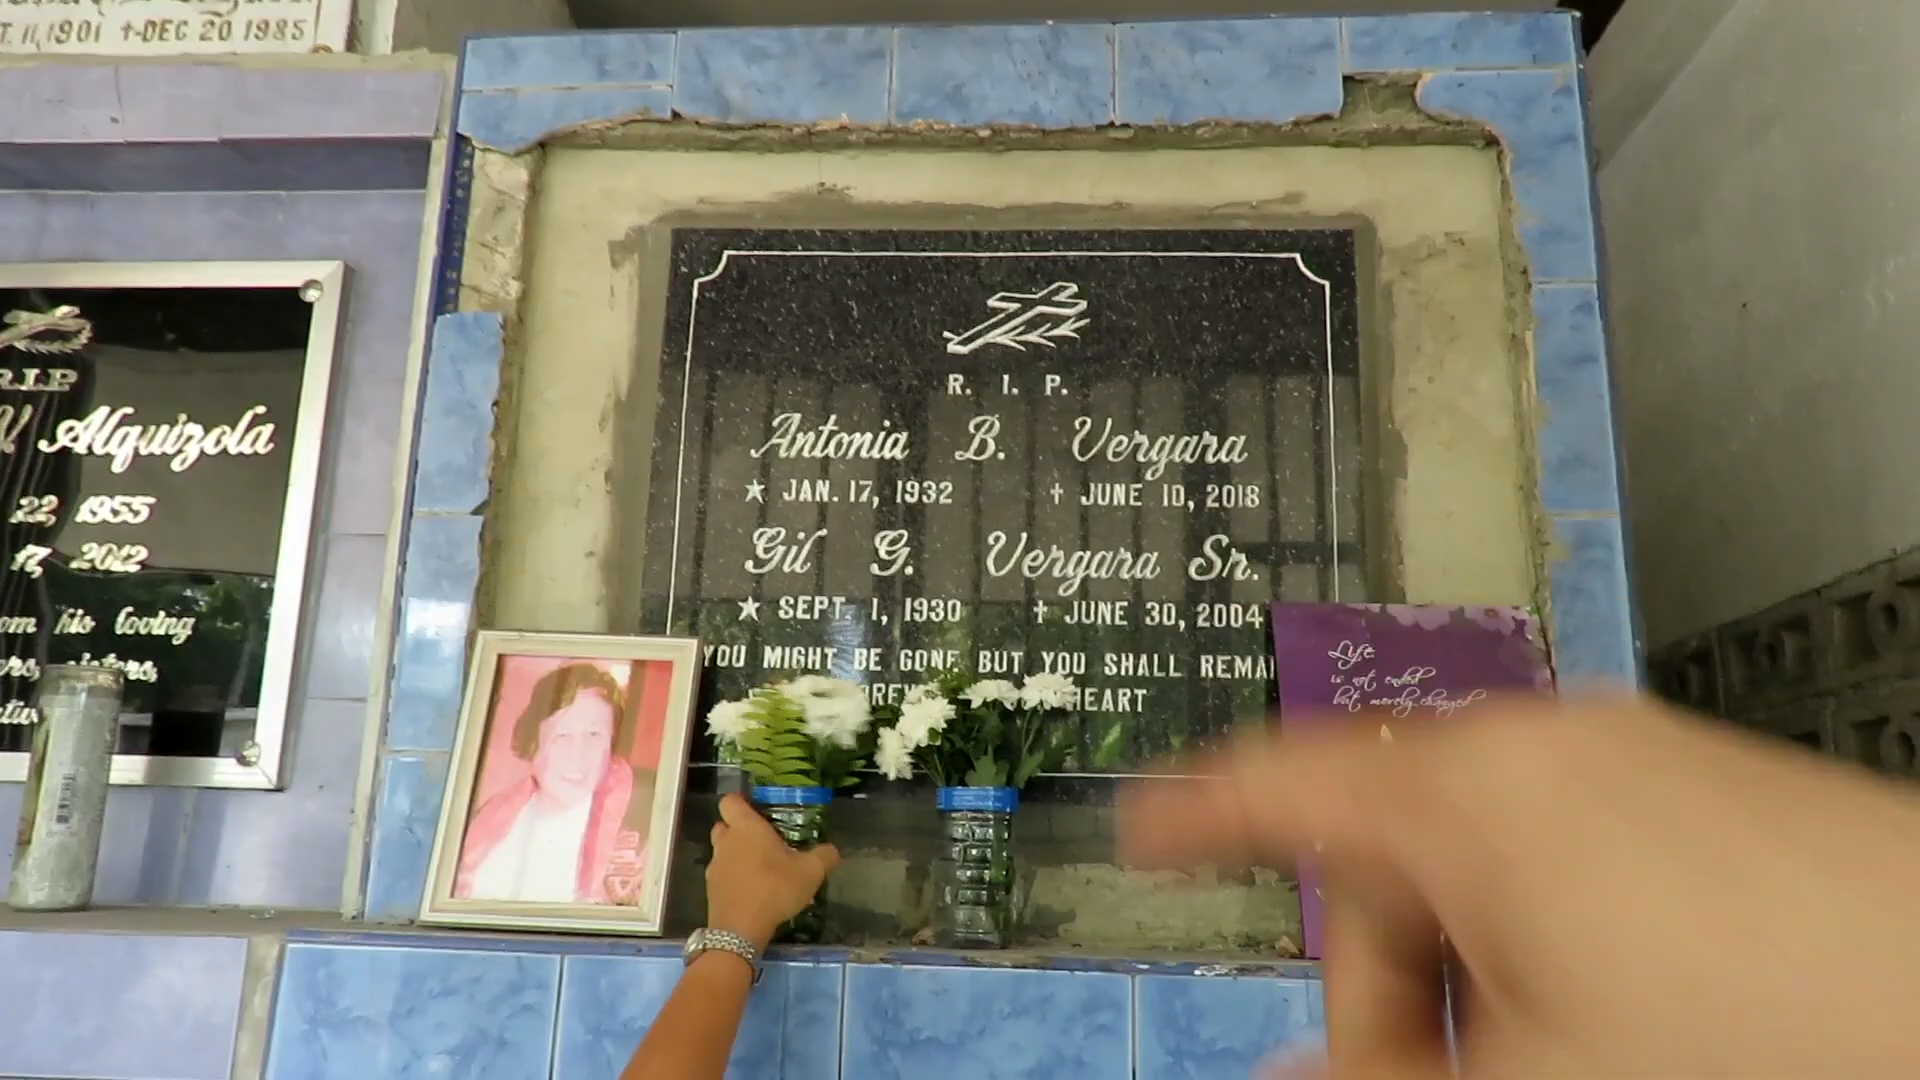 T. 11, 1901 ✝-DEC 20 1985
R.I.P
V Alquizola
22, 1955
17, 2012
om his loving
R. I. P.
Antonia B. Vergara
★ JAN. 17, 1932 ✝ JUNE 10, 2018
Gil G. Vergara Sr.
★ SEPT. 1, 1930 ✝ JUNE 30, 2004
YOU MIGHT BE GONE BUT YOU SHALL REMAI
HEART
Life
is not ended
but merely changed